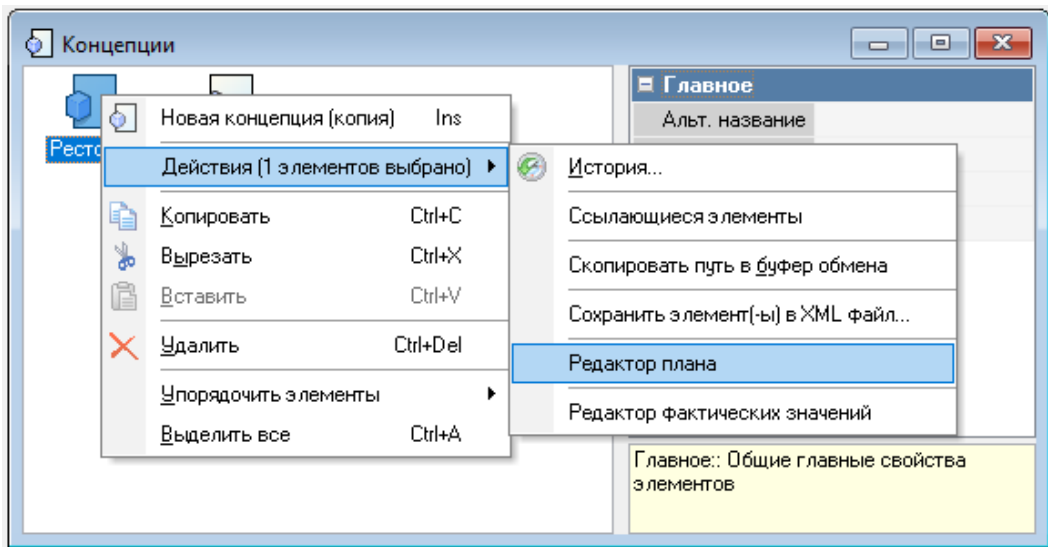 Концепции
Главное
Альт. название
Новая концепция (копия) Ins
Действия (1 элементов выбрано)
Копировать Ctrl+C
Вырезать Ctrl+X
Вставить Ctrl+V
Удалить Ctrl+Del
Упорядочить элементы
Выделить все Ctrl+A
История...
Ссылающиеся элементы
Скопировать путь в буфер обмена
Сохранить элемент(-ы) в XML файл...
Редактор плана
Редактор фактических значений
Главное:: Общие главные свойства
элементов